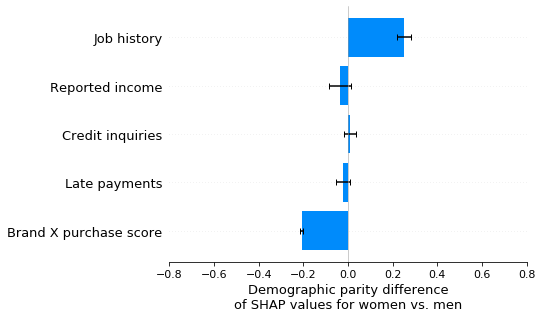 Job history
Reported income
Credit inquiries
Late payments
Brand X purchase score
−0.8 −0.6 −0.4 −0.2 0.0 0.2 0.4 0.6 0.8
Demographic parity difference
of SHAP values for women vs. men